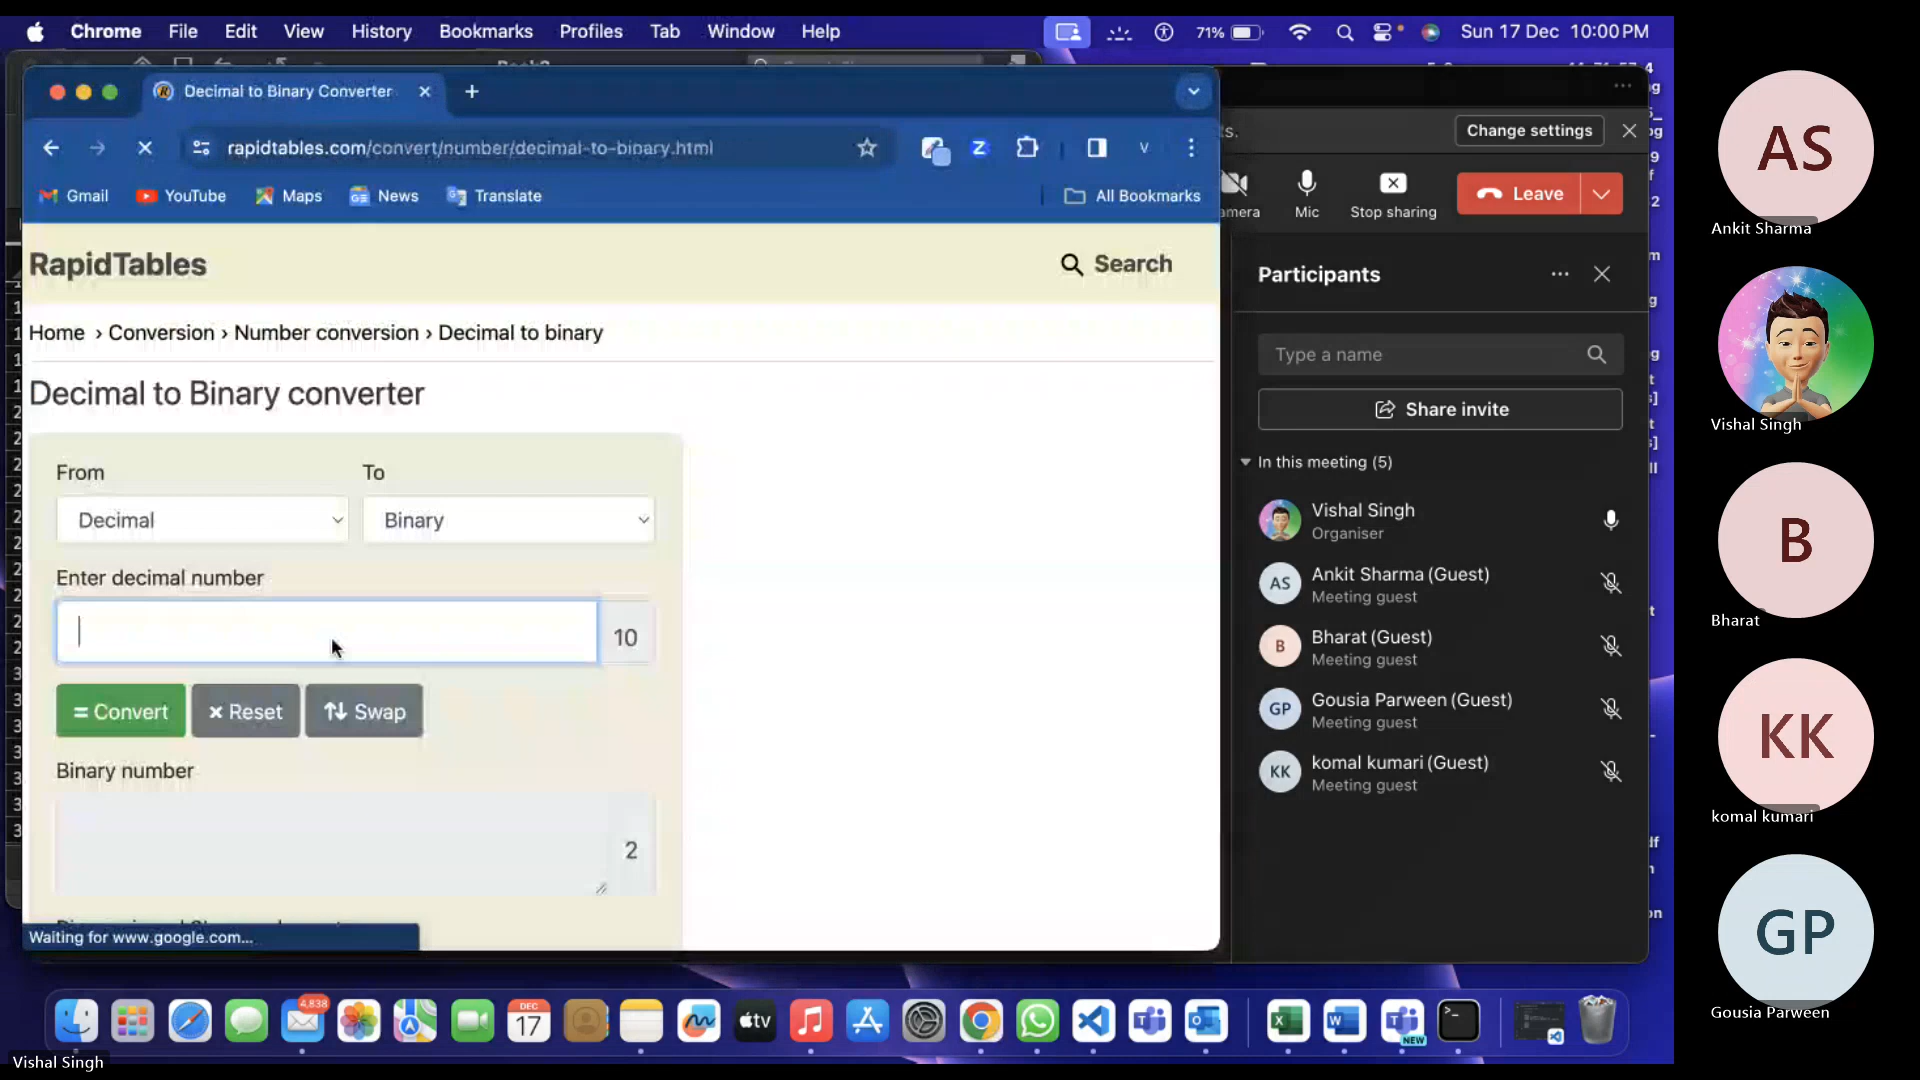 Chrome File Edit View History Bookmarks Profiles Tab Window Help 71% Sun 17 Dec 10:00 PM
Decimal to Binary Converter
rapidtables.com/convert/number/decimal-to-binary.html
Z V
Gmail YouTube Maps News Translate All Bookmarks
RapidTables Search
Home › Conversion › Number conversion › Decimal to binary
Decimal to Binary converter
From To
Decimal Binary
Enter decimal number
10
= Convert × Reset Swap
Binary number
2
Waiting for www.google.com...
Change settings
Mic Stop sharing Leave
Participants
Type a name
Share invite
In this meeting (5)
Vishal Singh
Organiser
AS Ankit Sharma (Guest)
Meeting guest
B Bharat (Guest)
Meeting guest
GP Gousia Parween (Guest)
Meeting guest
KK komal kumari (Guest)
Meeting guest
AS
Ankit Sharma
Vishal Singh
B
Bharat
KK
komal kumari
GP
Gousia Parween
4,838
DEC
17
tv
NEW
Vishal Singh